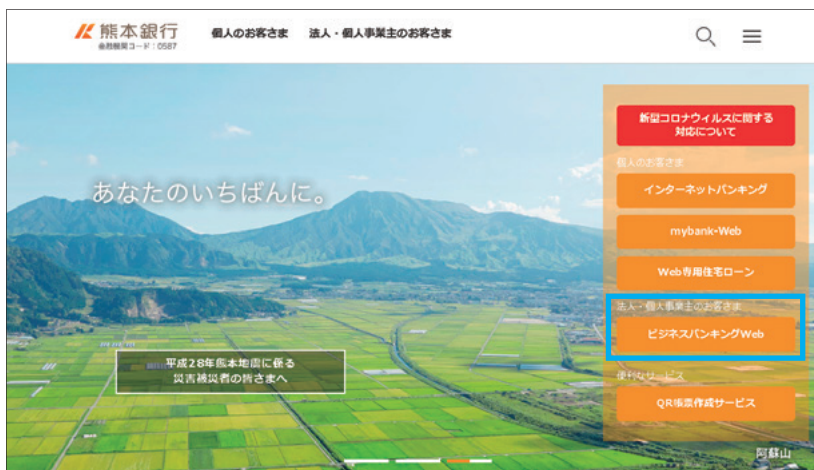 熊本銀行
金融機関コード:0587
個人のお客さま 法人・個人事業主のお客さま
新型コロナウィルスに関する
対応について
個人のお客さま
インターネットバンキング
あなたのいちばんに。
mybank-Web
Web専用住宅ローン
法人・個人事業主のお客さま
ビジネスバンキングWeb
平成28年熊本地震に係る
災害被災者の皆さまへ
便利なサービス
QR帳票作成サービス
阿蘇山